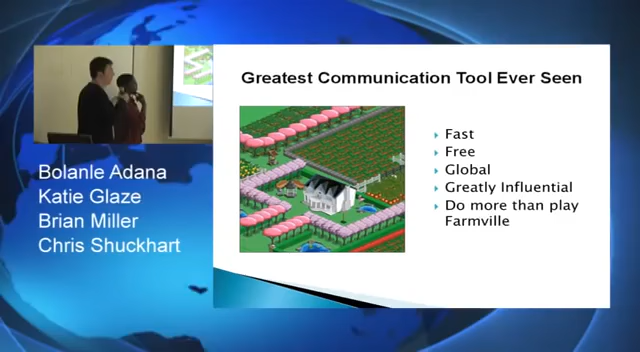 Greatest Communication Tool Ever Seen
Fast
Free
Global
Greatly Influential
Do more than play
Farmville
Bolanle Adana
Katie Glaze
Brian Miller
Chris Shuckhart